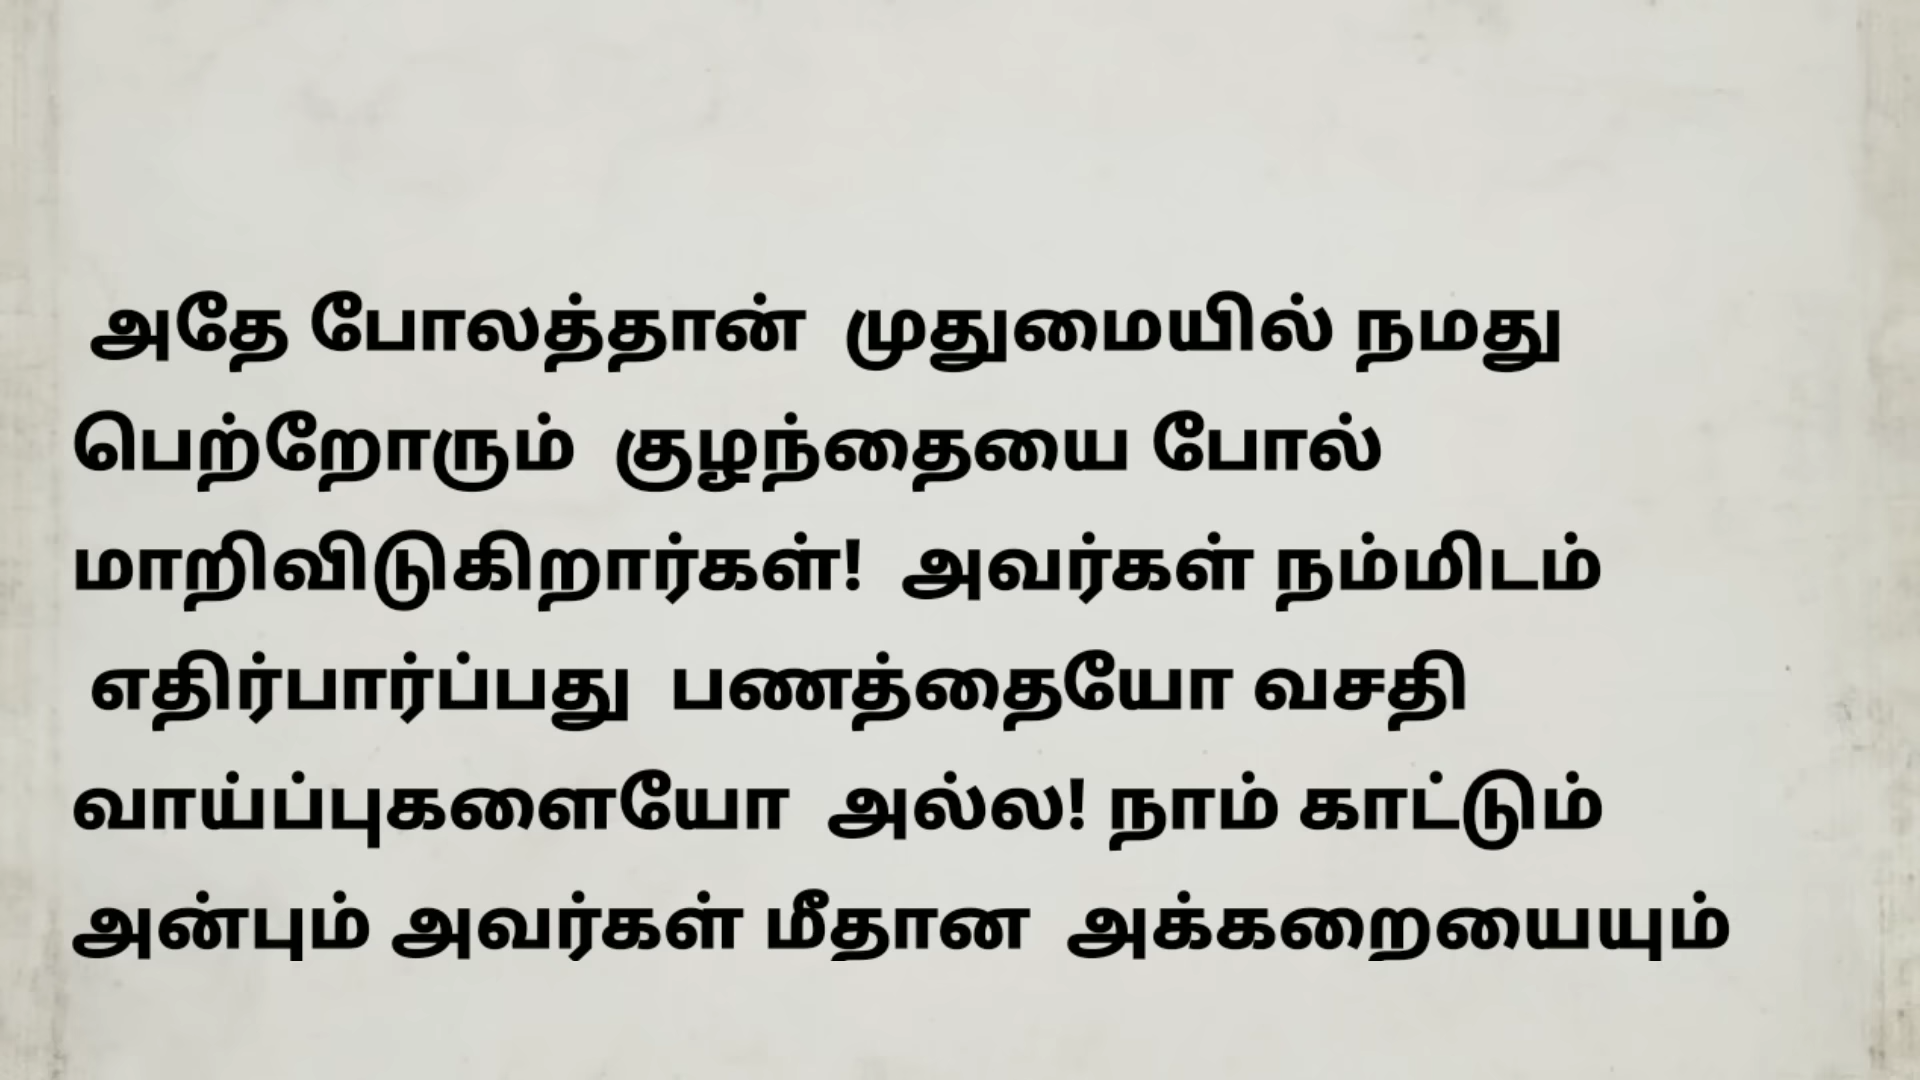 அதே போலத்தான் முதுமையில் நமது
பெற்றோரும் குழந்தையை போல்
மாறிவிடுகிறார்கள்! அவர்கள் நம்மிடம்
எதிர்பார்ப்பது பணத்தையோ வசதி
வாய்ப்புகளையோ அல்ல! நாம் காட்டும்
அன்பும் அவர்கள் மீதான அக்கறையையும்